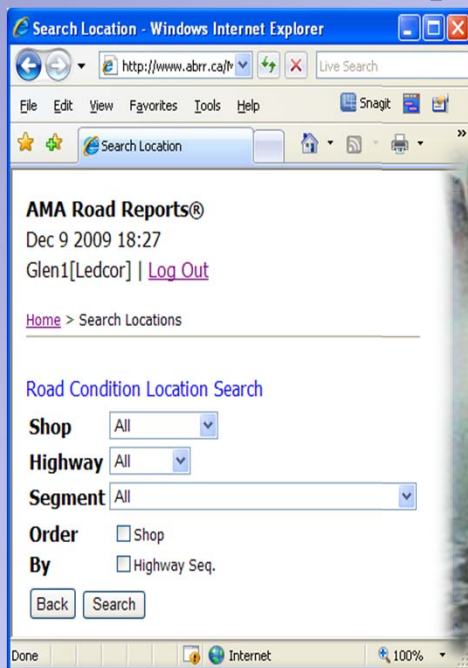 Search Location - Windows Internet Explorer
http://www.abrr.ca/
Live Search
File Edit View Favorites Tools Help
Snagit
Search Location
»
AMA Road Reports®
Dec 9 2009 18:27
Glen1[Ledcor] | Log Out
Home > Search Locations
Road Condition Location Search
Shop All
Highway All
Segment All
Order Shop
By Highway Seq.
Back Search
Done Internet 100%